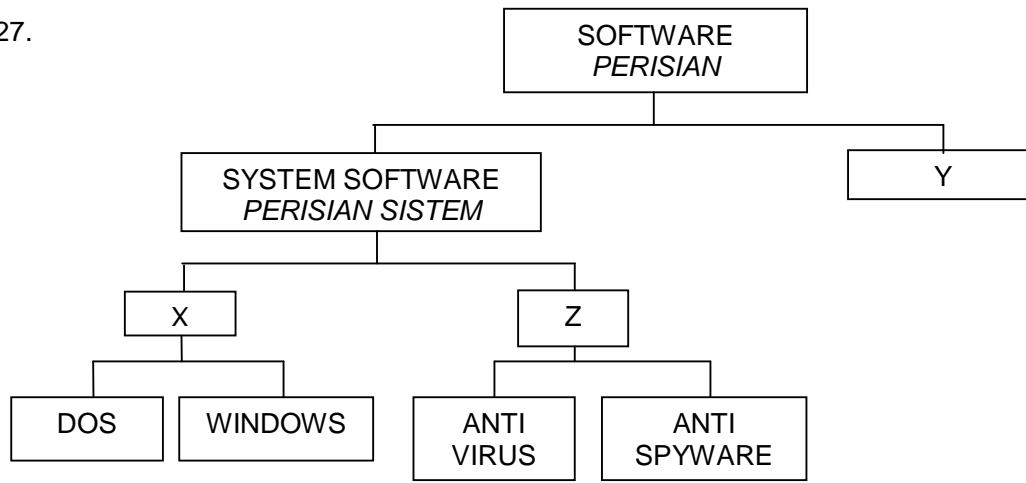 27.
SOFTWARE
PERISIAN
SYSTEM SOFTWARE
PERISIAN SISTEM
Y
X
Z
DOS
WINDOWS
ANTI
VIRUS
ANTI
SPYWARE